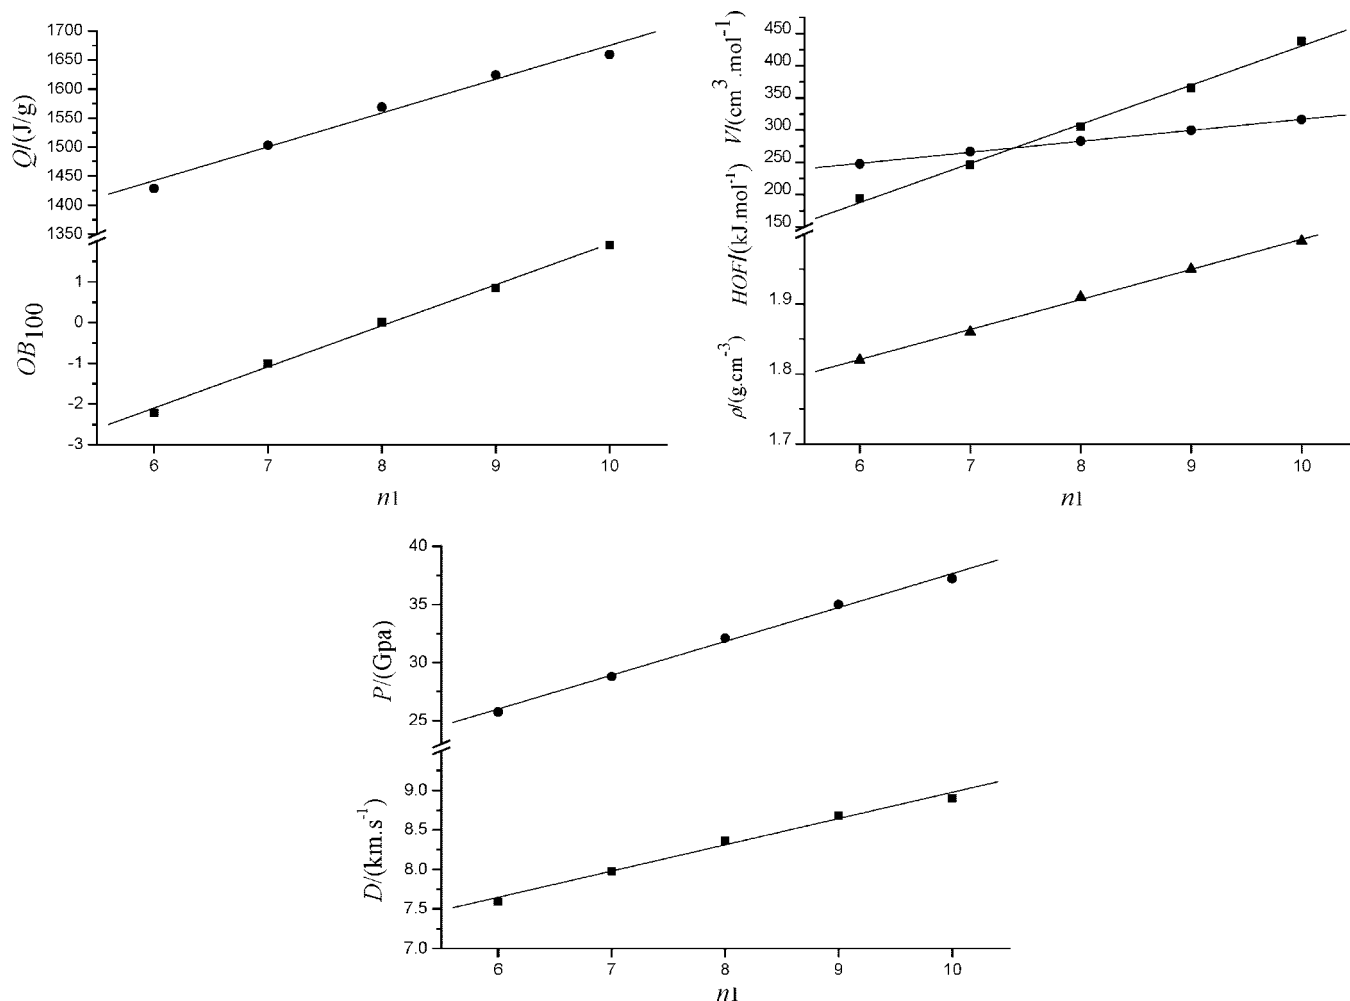 1700
1650
1600
1550
1500
1450
1400
1350
Q/(J/g)
1
0
-1
-2
-3
OB100
6 7 8 9 10
n1
450
400
350
300
250
200
150
V/(cm3.mol-1)
HOF/(kJ.mol-1)
1.9
1.8
1.7
ρ/(g.cm-3)
6 7 8 9 10
n1
40
35
30
25
P/(Gpa)
9.0
8.5
8.0
7.5
7.0
D/(km.s-1)
6 7 8 9 10
n1